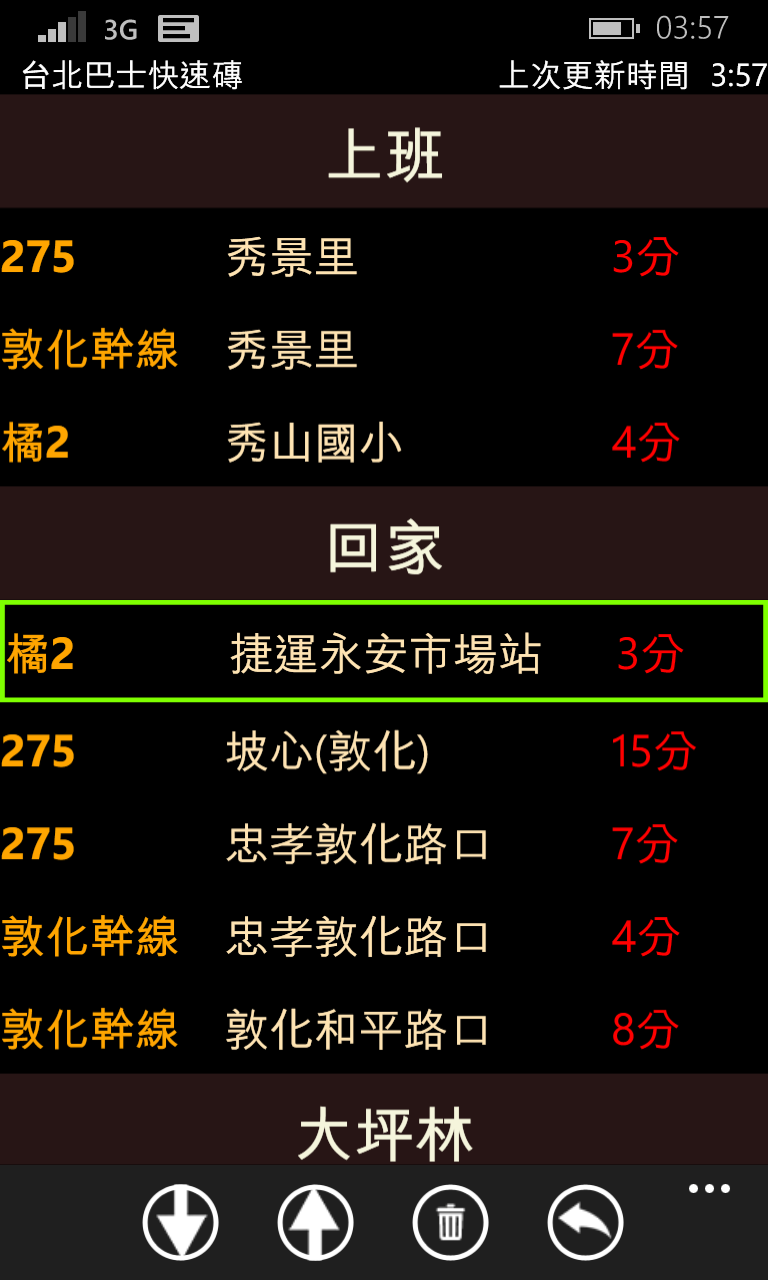 3G 03:57
台北巴士快速磚 上次更新時間 3:57
上班
275 秀景里 3分
敦化幹線 秀景里 7分
橘2 秀山國小 4分
回家
橘2 捷運永安市場站 3分
275 坡心(敦化) 15分
275 忠孝敦化路口 7分
敦化幹線 忠孝敦化路口 4分
敦化幹線 敦化和平路口 8分
大坪林